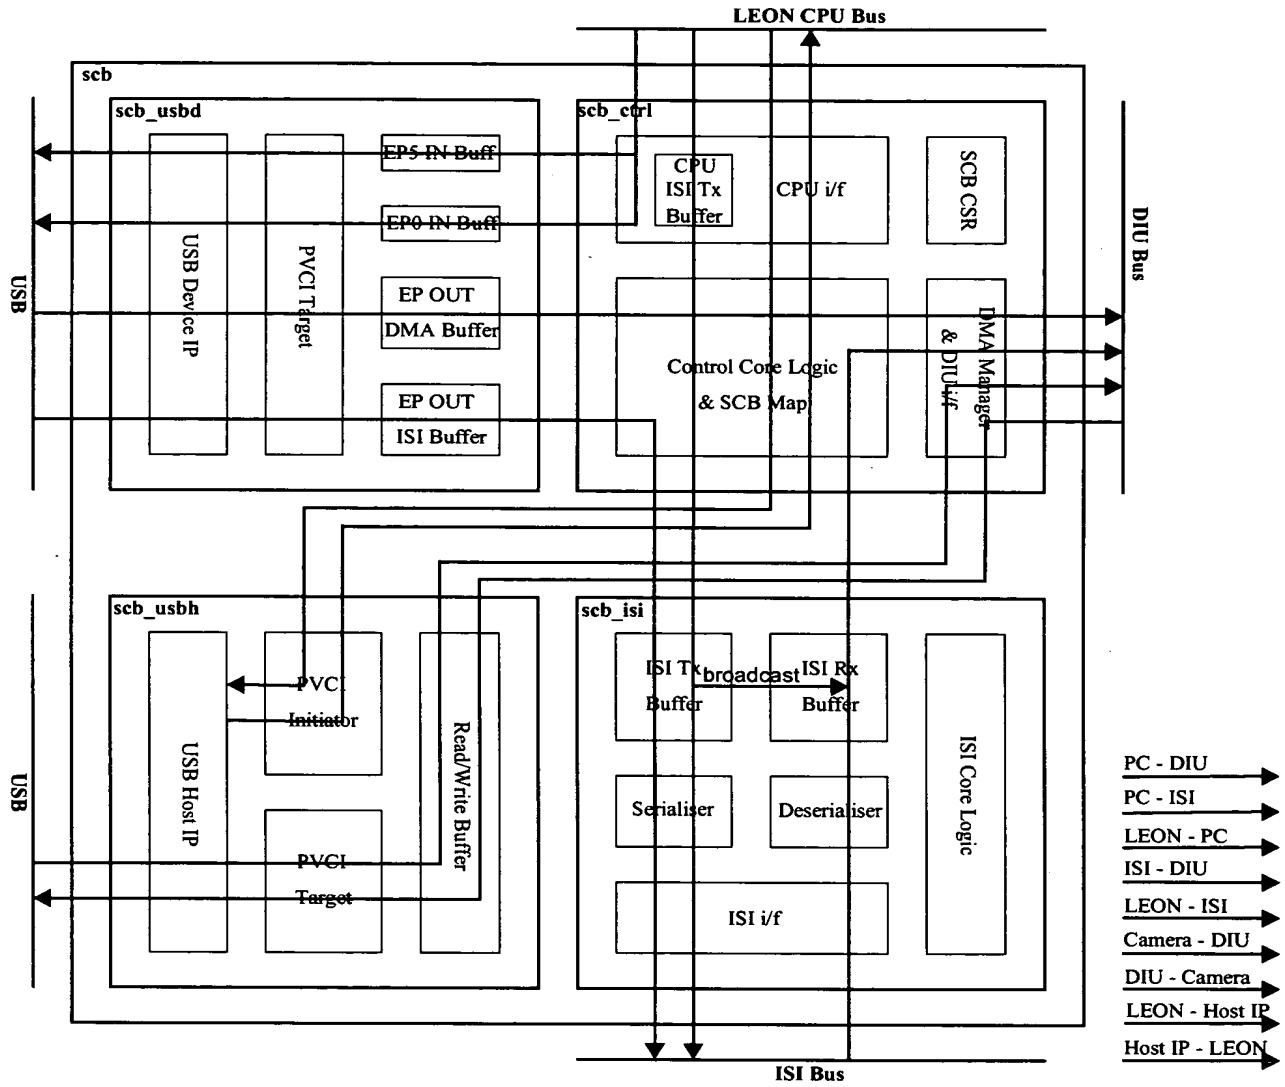 LEON CPU Bus
scb
scb_usbd
EP5 IN Buff
EP0 IN Buff
EP OUT
DMA Buffer
EP OUT
ISI Buffer
USB Device IP
PVCI Target
USB
scb_ctrl
CPU
ISI Tx
Buffer
CPU i/f
SCB CSR
Control Core Logic
& SCB Map
DMA Manager
& DIU i/f
DIU Bus
scb_usbh
USB Host IP
PVCI
Initiator
PVCI
Target
Read/Write Buffer
USB
scb_isi
ISI Tx
Buffer
broadcast
ISI Rx
Buffer
Serialiser
Deserialiser
ISI i/f
ISI Core Logic
ISI Bus
PC - DIU
PC - ISI
LEON - PC
ISI - DIU
LEON - ISI
Camera - DIU
DIU - Camera
LEON - Host IP
Host IP - LEON